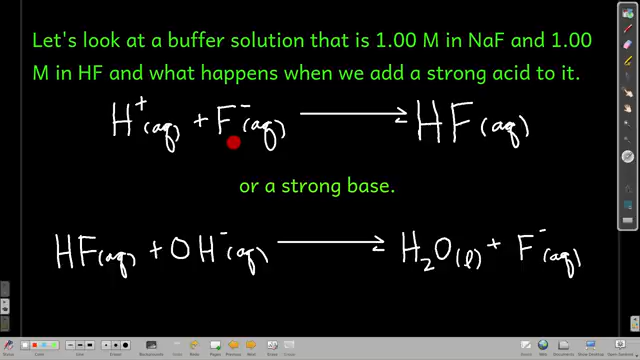 Let's look at a buffer solution that is 1.00 M in NaF and 1.00
M in HF and what happens when we add a strong acid to it.
H⁺(aq) + F⁻(aq) ⟶ HF(aq)
or a strong base.
HF(aq) + OH⁻(aq) ⟶ H₂O(l) + F⁻(aq)